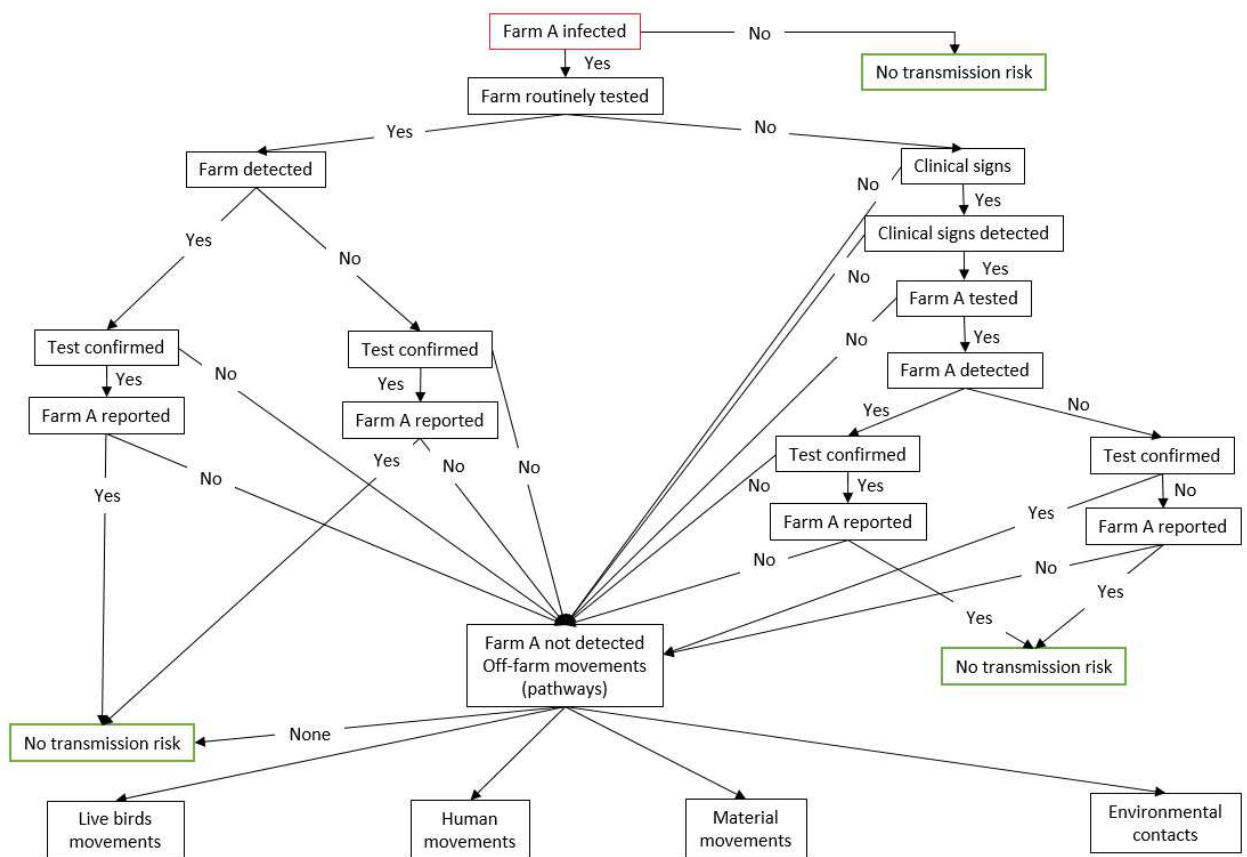 Farm A infected
No
No transmission risk
Yes
Farm routinely tested
Yes
No
Farm detected
Clinical signs
No
Yes
Yes
Clinical signs detected
No
No
Yes
Farm A tested
No
Yes
Test confirmed
Test confirmed
Farm A detected
No
Yes
Yes
Farm A reported
Farm A reported
Yes
No
Test confirmed
Test confirmed
Yes
No
No
Yes
No
No
Yes
No
Farm A reported
Farm A reported
Yes
No
No
Yes
Yes
Farm A not detected
Off-farm movements
(pathways)
No transmission risk
No transmission risk
None
Live birds
movements
Human
movements
Material
movements
Environmental
contacts